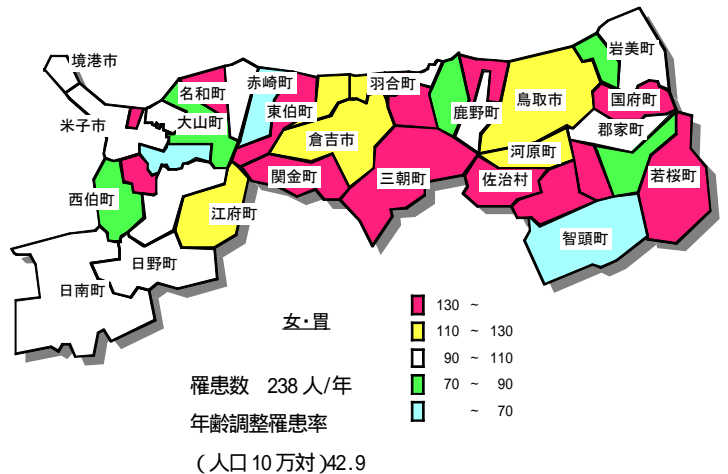 境港市
米子市
名和町
大山町
赤崎町
東伯町
羽合町
倉吉市
関金町
三朝町
鹿野町
鳥取市
岩美町
国府町
郡家町
河原町
佐治村
若桜町
智頭町
西伯町
江府町
日野町
日南町
女・胃
130 ~
110 ~ 130
90 ~ 110
70 ~ 90
~ 70
罹患数 238 人/年
年齢調整罹患率
(人口 10 万対)42.9